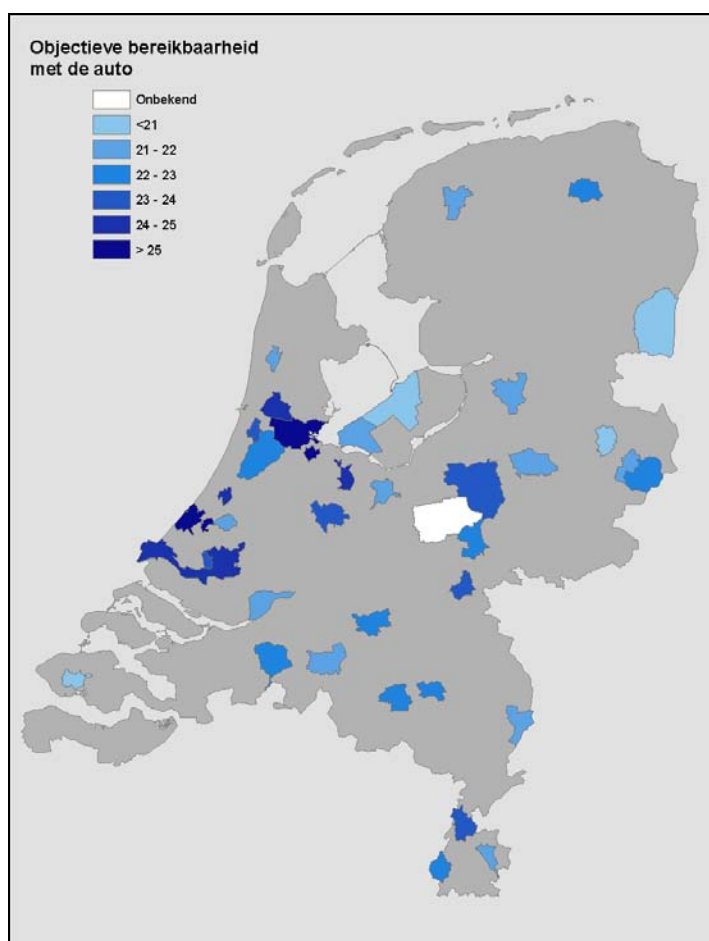 Objectieve bereikbaarheid
met de auto
Onbekend
<21
21 - 22
22 - 23
23 - 24
24 - 25
> 25